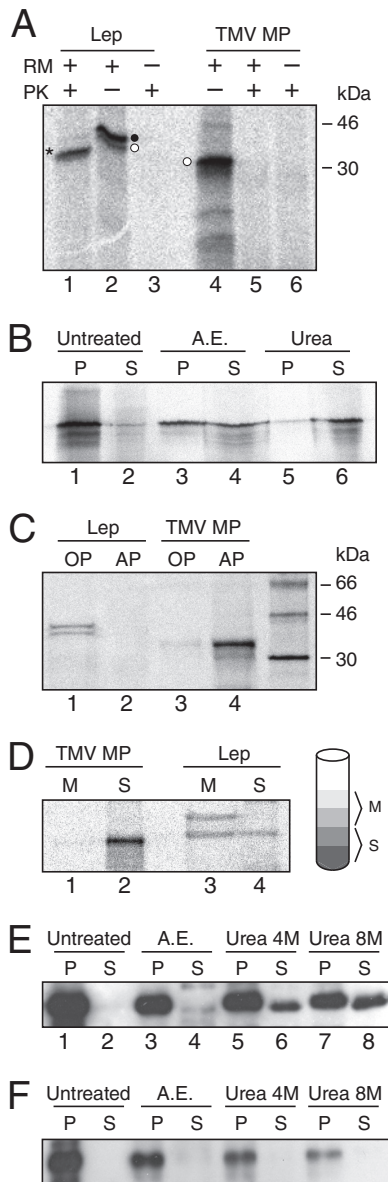 A
Lep TMV MP
RM + + − + + −
PK + − + − + + kDa
* ● ○ ○ – 46
– 30
1 2 3 4 5 6
B
Untreated A.E. Urea
P S P S P S
1 2 3 4 5 6
C
Lep TMV MP
OP AP OP AP kDa
– 66
– 46
– 30
1 2 3 4
D
TMV MP Lep
M S M S
M
S
1 2 3 4
E
Untreated A.E. Urea 4M Urea 8M
P S P S P S P S
1 2 3 4 5 6 7 8
F
Untreated A.E. Urea 4M Urea 8M
P S P S P S P S